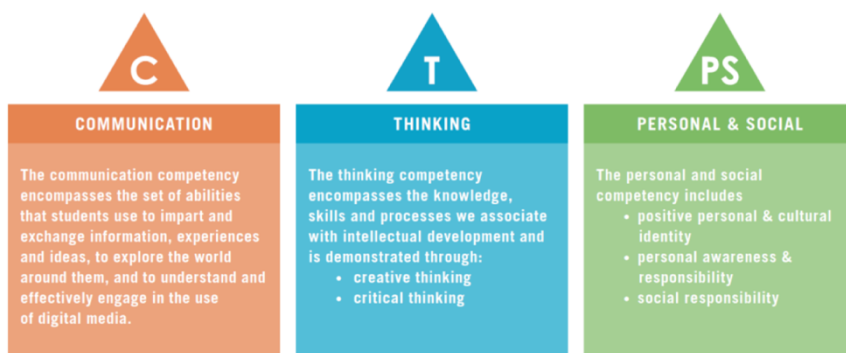 C
COMMUNICATION
The communication competency
encompasses the set of abilities
that students use to impart and
exchange information, experiences
and ideas, to explore the world
around them, and to understand and
effectively engage in the use
of digital media.
T
THINKING
The thinking competency
encompasses the knowledge,
skills and processes we associate
with intellectual development and
is demonstrated through:
• creative thinking
• critical thinking
PS
PERSONAL & SOCIAL
The personal and social
competency includes
• positive personal & cultural
identity
• personal awareness &
responsibility
• social responsibility